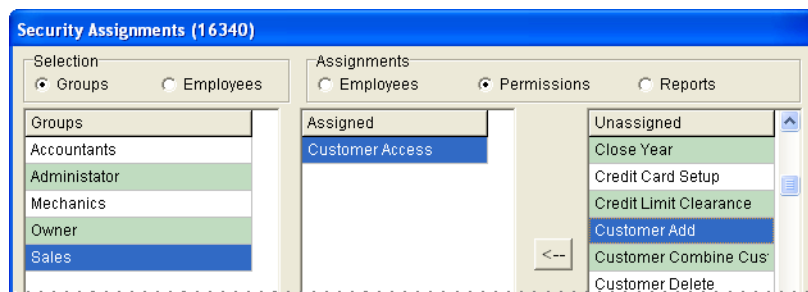 Security Assignments (16340)
Selection
Groups Employees
Assignments
Employees Permissions Reports
Groups
Accountants
Administator
Mechanics
Owner
Sales
Assigned
Customer Access
<--
Unassigned
Close Year
Credit Card Setup
Credit Limit Clearance
Customer Add
Customer Combine Cus
Customer Delete